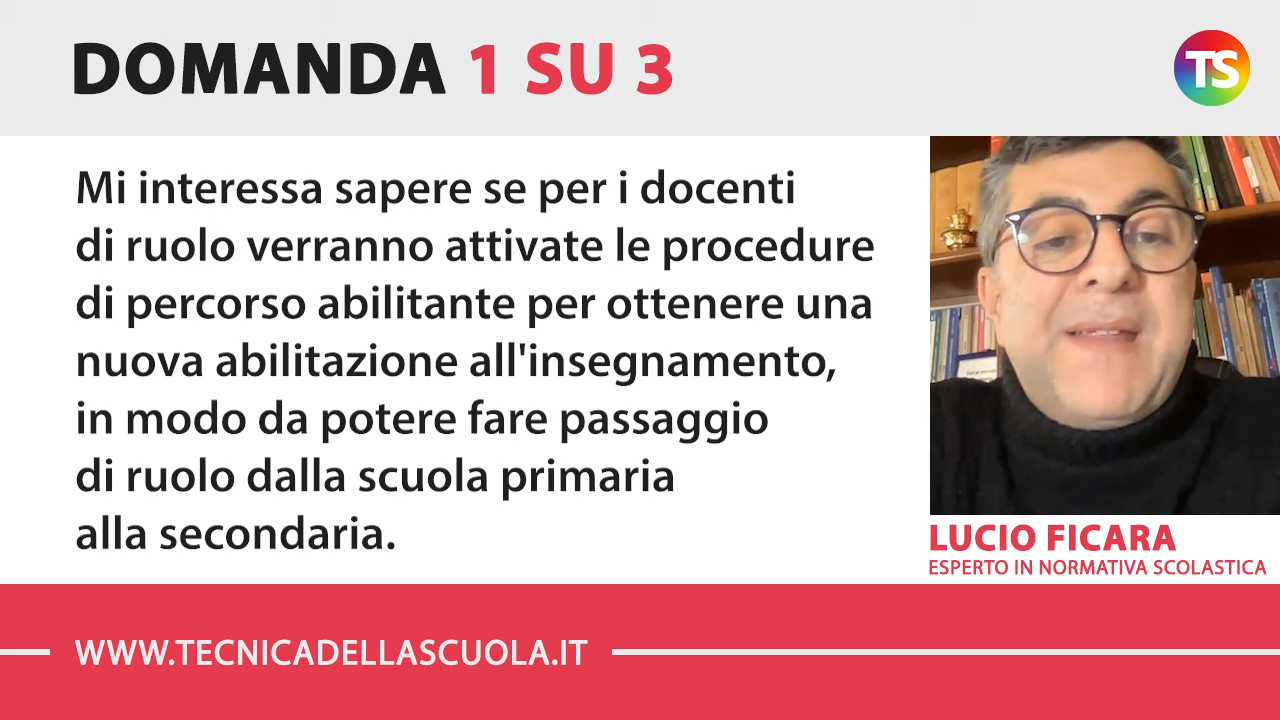 DOMANDA 1 SU 3
TS
Mi interessa sapere se per i docenti
di ruolo verranno attivate le procedure
di percorso abilitante per ottenere una
nuova abilitazione all'insegnamento,
in modo da potere fare passaggio
di ruolo dalla scuola primaria
alla secondaria.
LUCIO FICARA
ESPERTO IN NORMATIVA SCOLASTICA
WWW.TECNICADELLASCUOLA.IT